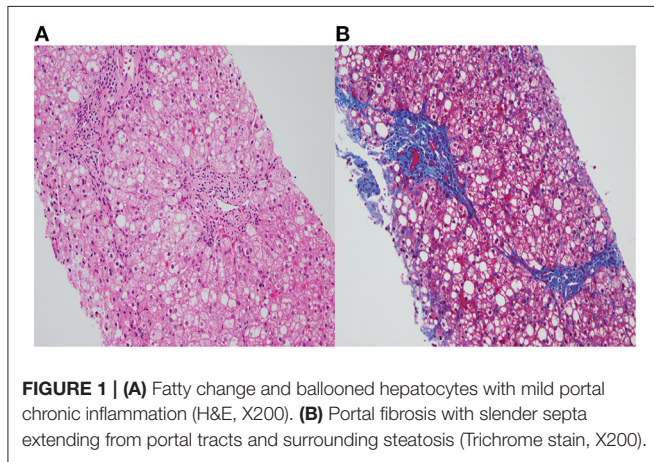 A
B
FIGURE 1 | (A) Fatty change and ballooned hepatocytes with mild portal
chronic inflammation (H&E, X200). (B) Portal fibrosis with slender septa
extending from portal tracts and surrounding steatosis (Trichrome stain, X200).